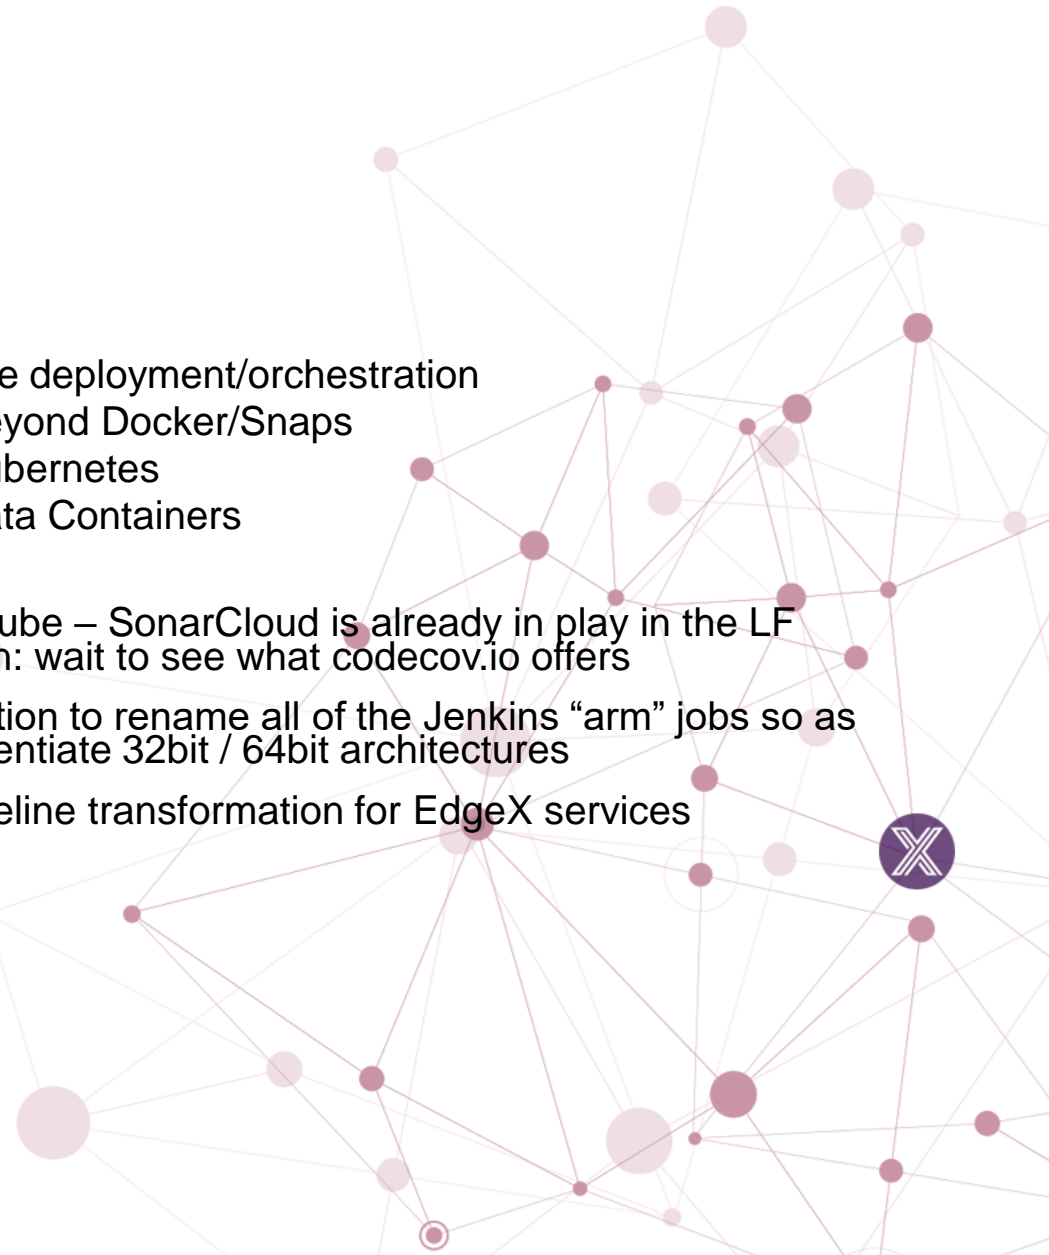 e deployment/orchestration
eyond Docker/Snaps
ubernetes
ata Containers
ube – SonarCloud is already in play in the LF
: wait to see what codecov.io offers
tion to rename all of the Jenkins “arm” jobs so as
entiate 32bit / 64bit architectures
eline transformation for EdgeX services